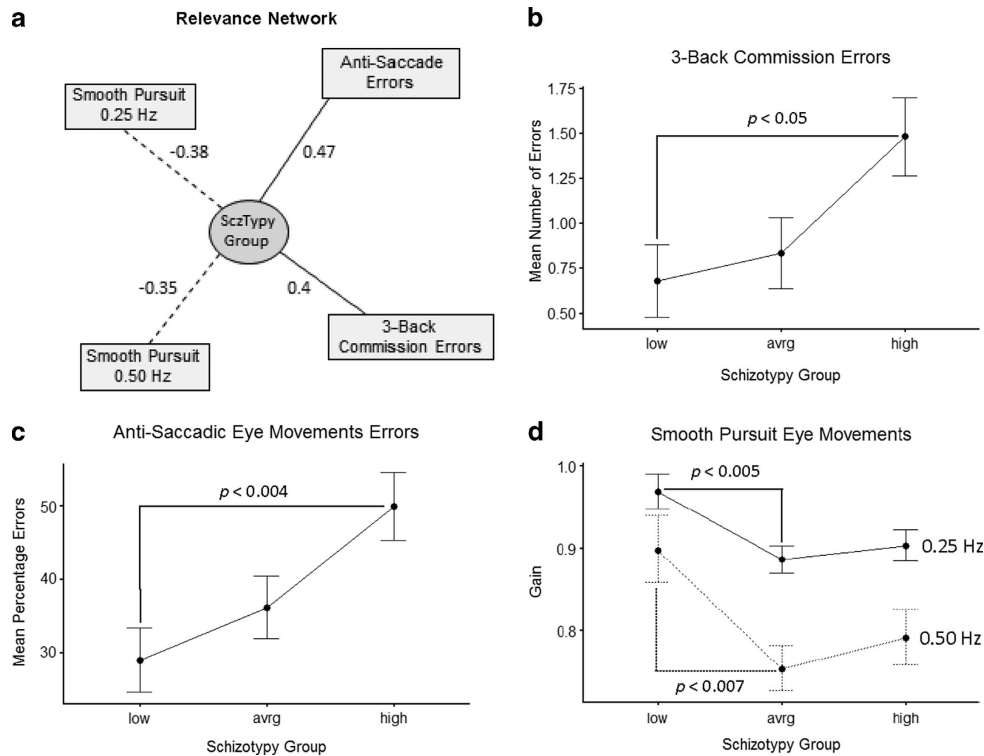 a
Relevance Network
Anti-Saccade
Errors
Smooth Pursuit
0.25 Hz
-0.38
0.47
SczTypy
Group
-0.35
0.4
Smooth Pursuit
0.50 Hz
3-Back
Commission Errors
b
3-Back Commission Errors
Mean Number of Errors
1.75
1.50
1.25
1.00
0.75
0.50
p < 0.05
low avrg high
Schizotypy Group
c
Anti-Saccadic Eye Movements Errors
Mean Percentage Errors
50
40
30
p < 0.004
low avrg high
Schizotypy Group
d
Smooth Pursuit Eye Movements
Gain
1.0
0.9
0.8
p < 0.005
0.25 Hz
0.50 Hz
p < 0.007
low avrg high
Schizotypy Group